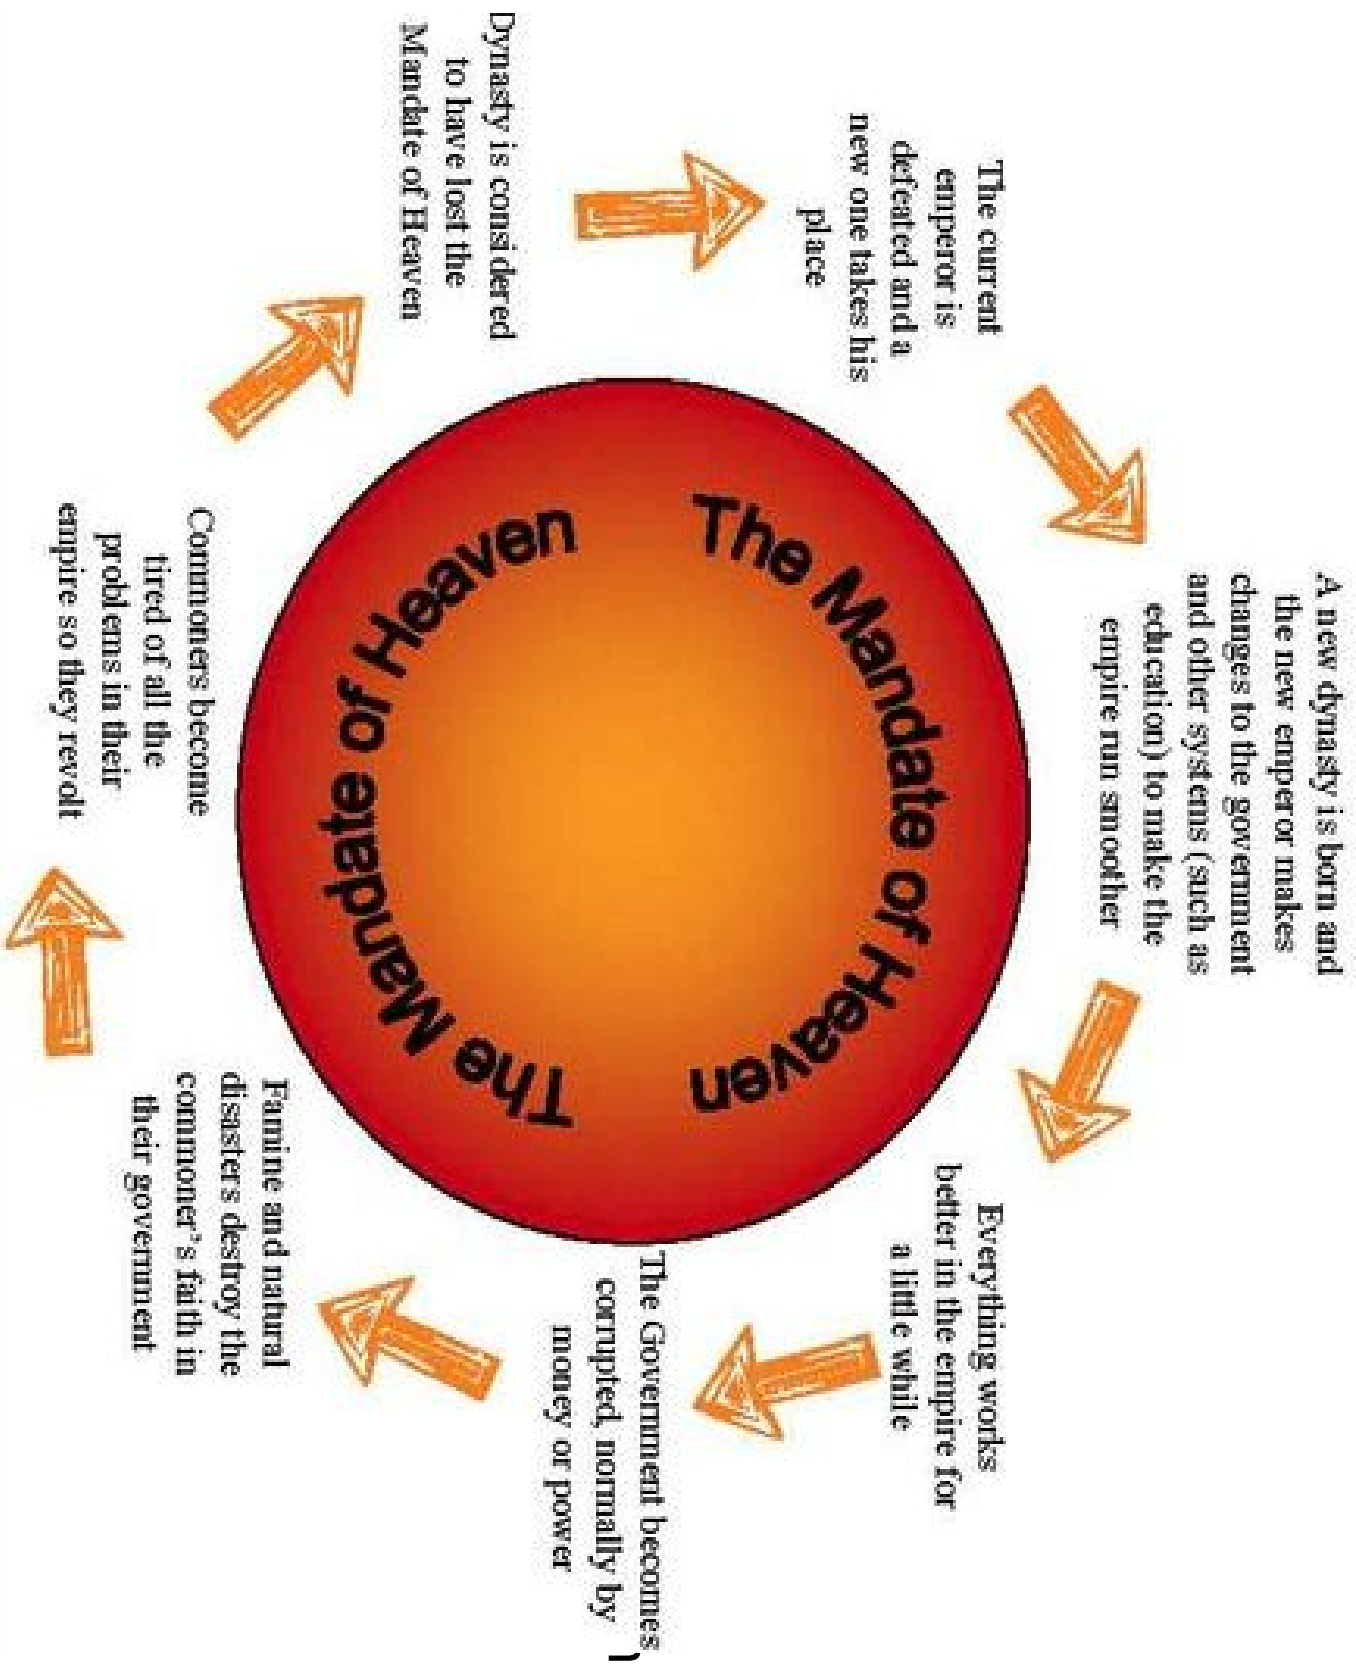 A new dynasty is born and
the new emperor makes
changes to the government
and other systems (such as
education) to make the
empire run smoother
Everything works
better in the empire for
a little while
The Government becomes
corrupted, normally by
money or power
Famine and natural
disasters destroy the
commoner's faith in
their government
Commoners become
tired of all the
problems in their
empire so they revolt
Dynasty is considered
to have lost the
Mandate of Heaven
The current
emperor is
defeated and a
new one takes his
place
The Mandate of Heaven
The Mandate of Heaven